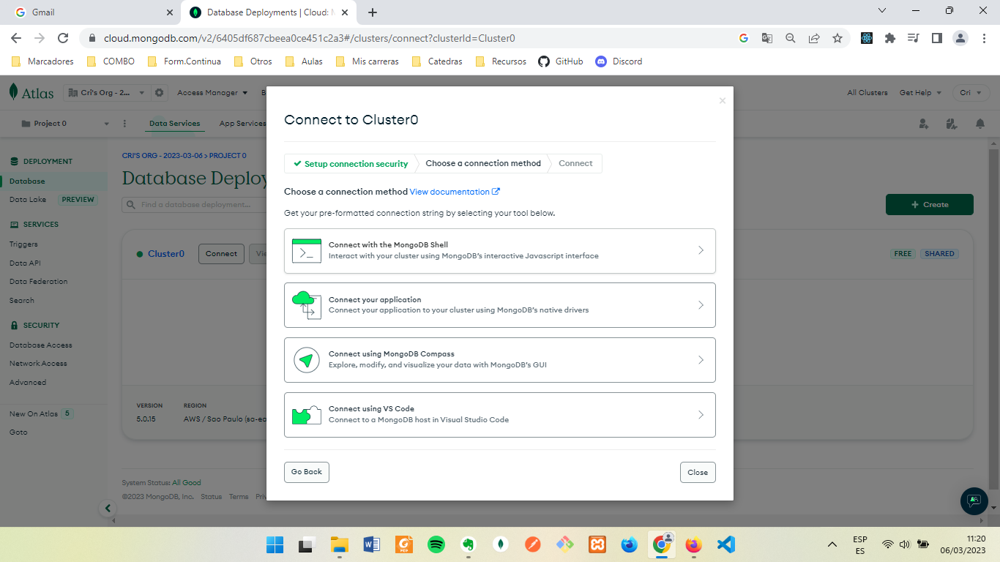 Gmail
Database Deployments | Cloud: M
cloud.mongodb.com/v2/6405df687cbeea0ce451c2a3#/clusters/connect?clusterId=Cluster0
Marcadores COMBO Form.Continua Otros Aulas Mis carreras Catedras Recursos GitHub Discord
Atlas Cri's Org - 2... Access Manager B All Clusters Get Help Cri
Project 0 Data Services App Services
Connect to Cluster0
Setup connection security Choose a connection method Connect
Choose a connection method View documentation
Get your pre-formatted connection string by selecting your tool below.
Connect with the MongoDB Shell
Interact with your cluster using MongoDB's interactive Javascript interface
Connect your application
Connect your application to your cluster using MongoDB's native drivers
Connect using MongoDB Compass
Explore, modify, and visualize your data with MongoDB's GUI
Connect using VS Code
Connect to a MongoDB host in Visual Studio Code
Go Back Close
DEPLOYMENT
Database
Data Lake PREVIEW
SERVICES
Triggers
Data API
Data Federation
Search
SECURITY
Database Access
Network Access
Advanced
New On Atlas 5
Goto
CRI'S ORG - 2023-03-06 > PROJECT 0
Database Deploy
Find a database deployment...
+ Create
Cluster0 Connect Vie FREE SHARED
VERSION REGION
5.0.15 AWS / Sao Paulo (sa-ea
System Status: All Good
©2023 MongoDB, Inc. Status Terms Priv
PDF
ESP
ES
11:20
06/03/2023